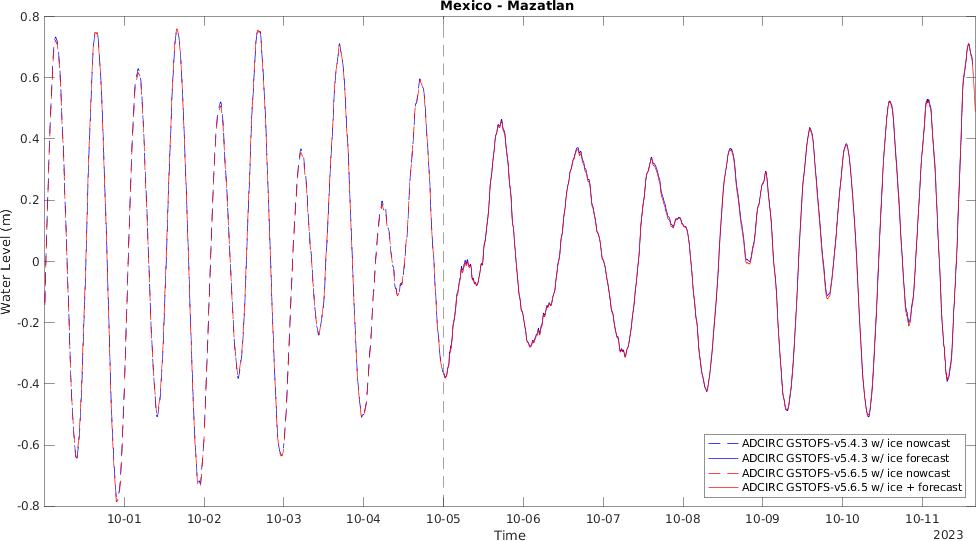 Mexico - Mazatlan
0.8
0.6
0.4
0.2
0
-0.2
-0.4
-0.6
-0.8
Water Level (m)
10-01 10-02 10-03 10-04 10-05 10-06 10-07 10-08 10-09 10-10 10-11
Time
2023
ADCIRC GSTOFS-v5.4.3 w/ ice nowcast
ADCIRC GSTOFS-v5.4.3 w/ ice forecast
ADCIRC GSTOFS-v5.6.5 w/ ice nowcast
ADCIRC GSTOFS-v5.6.5 w/ ice + forecast